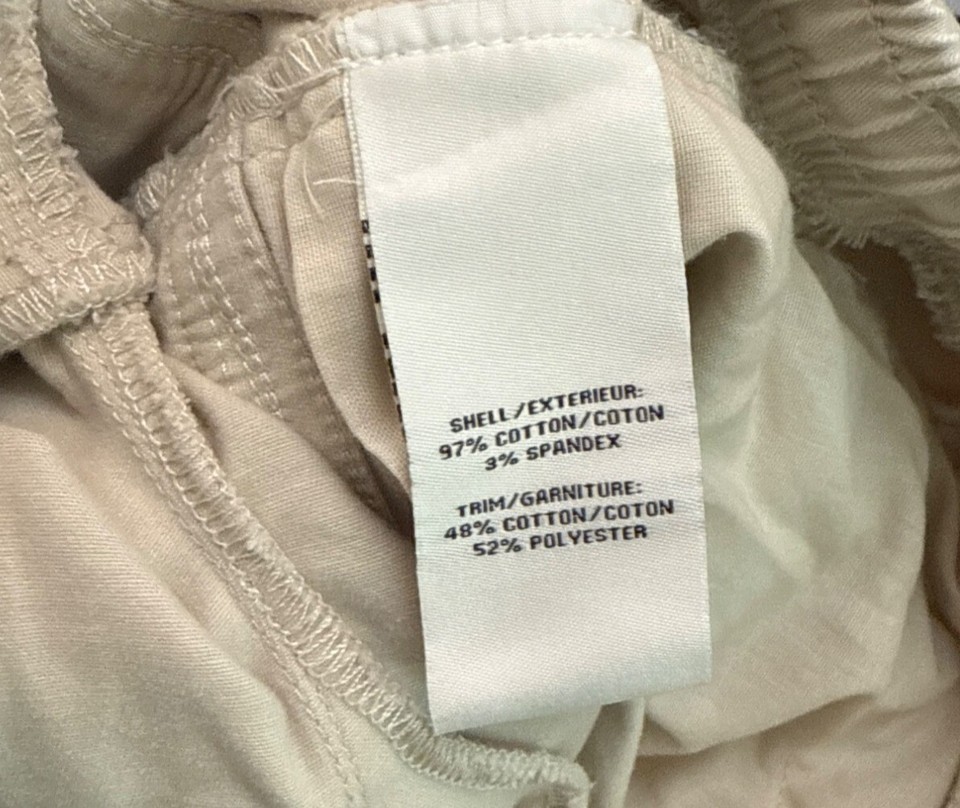 SHELL/EXTERIEUR:
97% COTTON/COTON
3% SPANDEX
TRIM/GARNITURE:
48% COTTON/COTON
52% POLYESTER